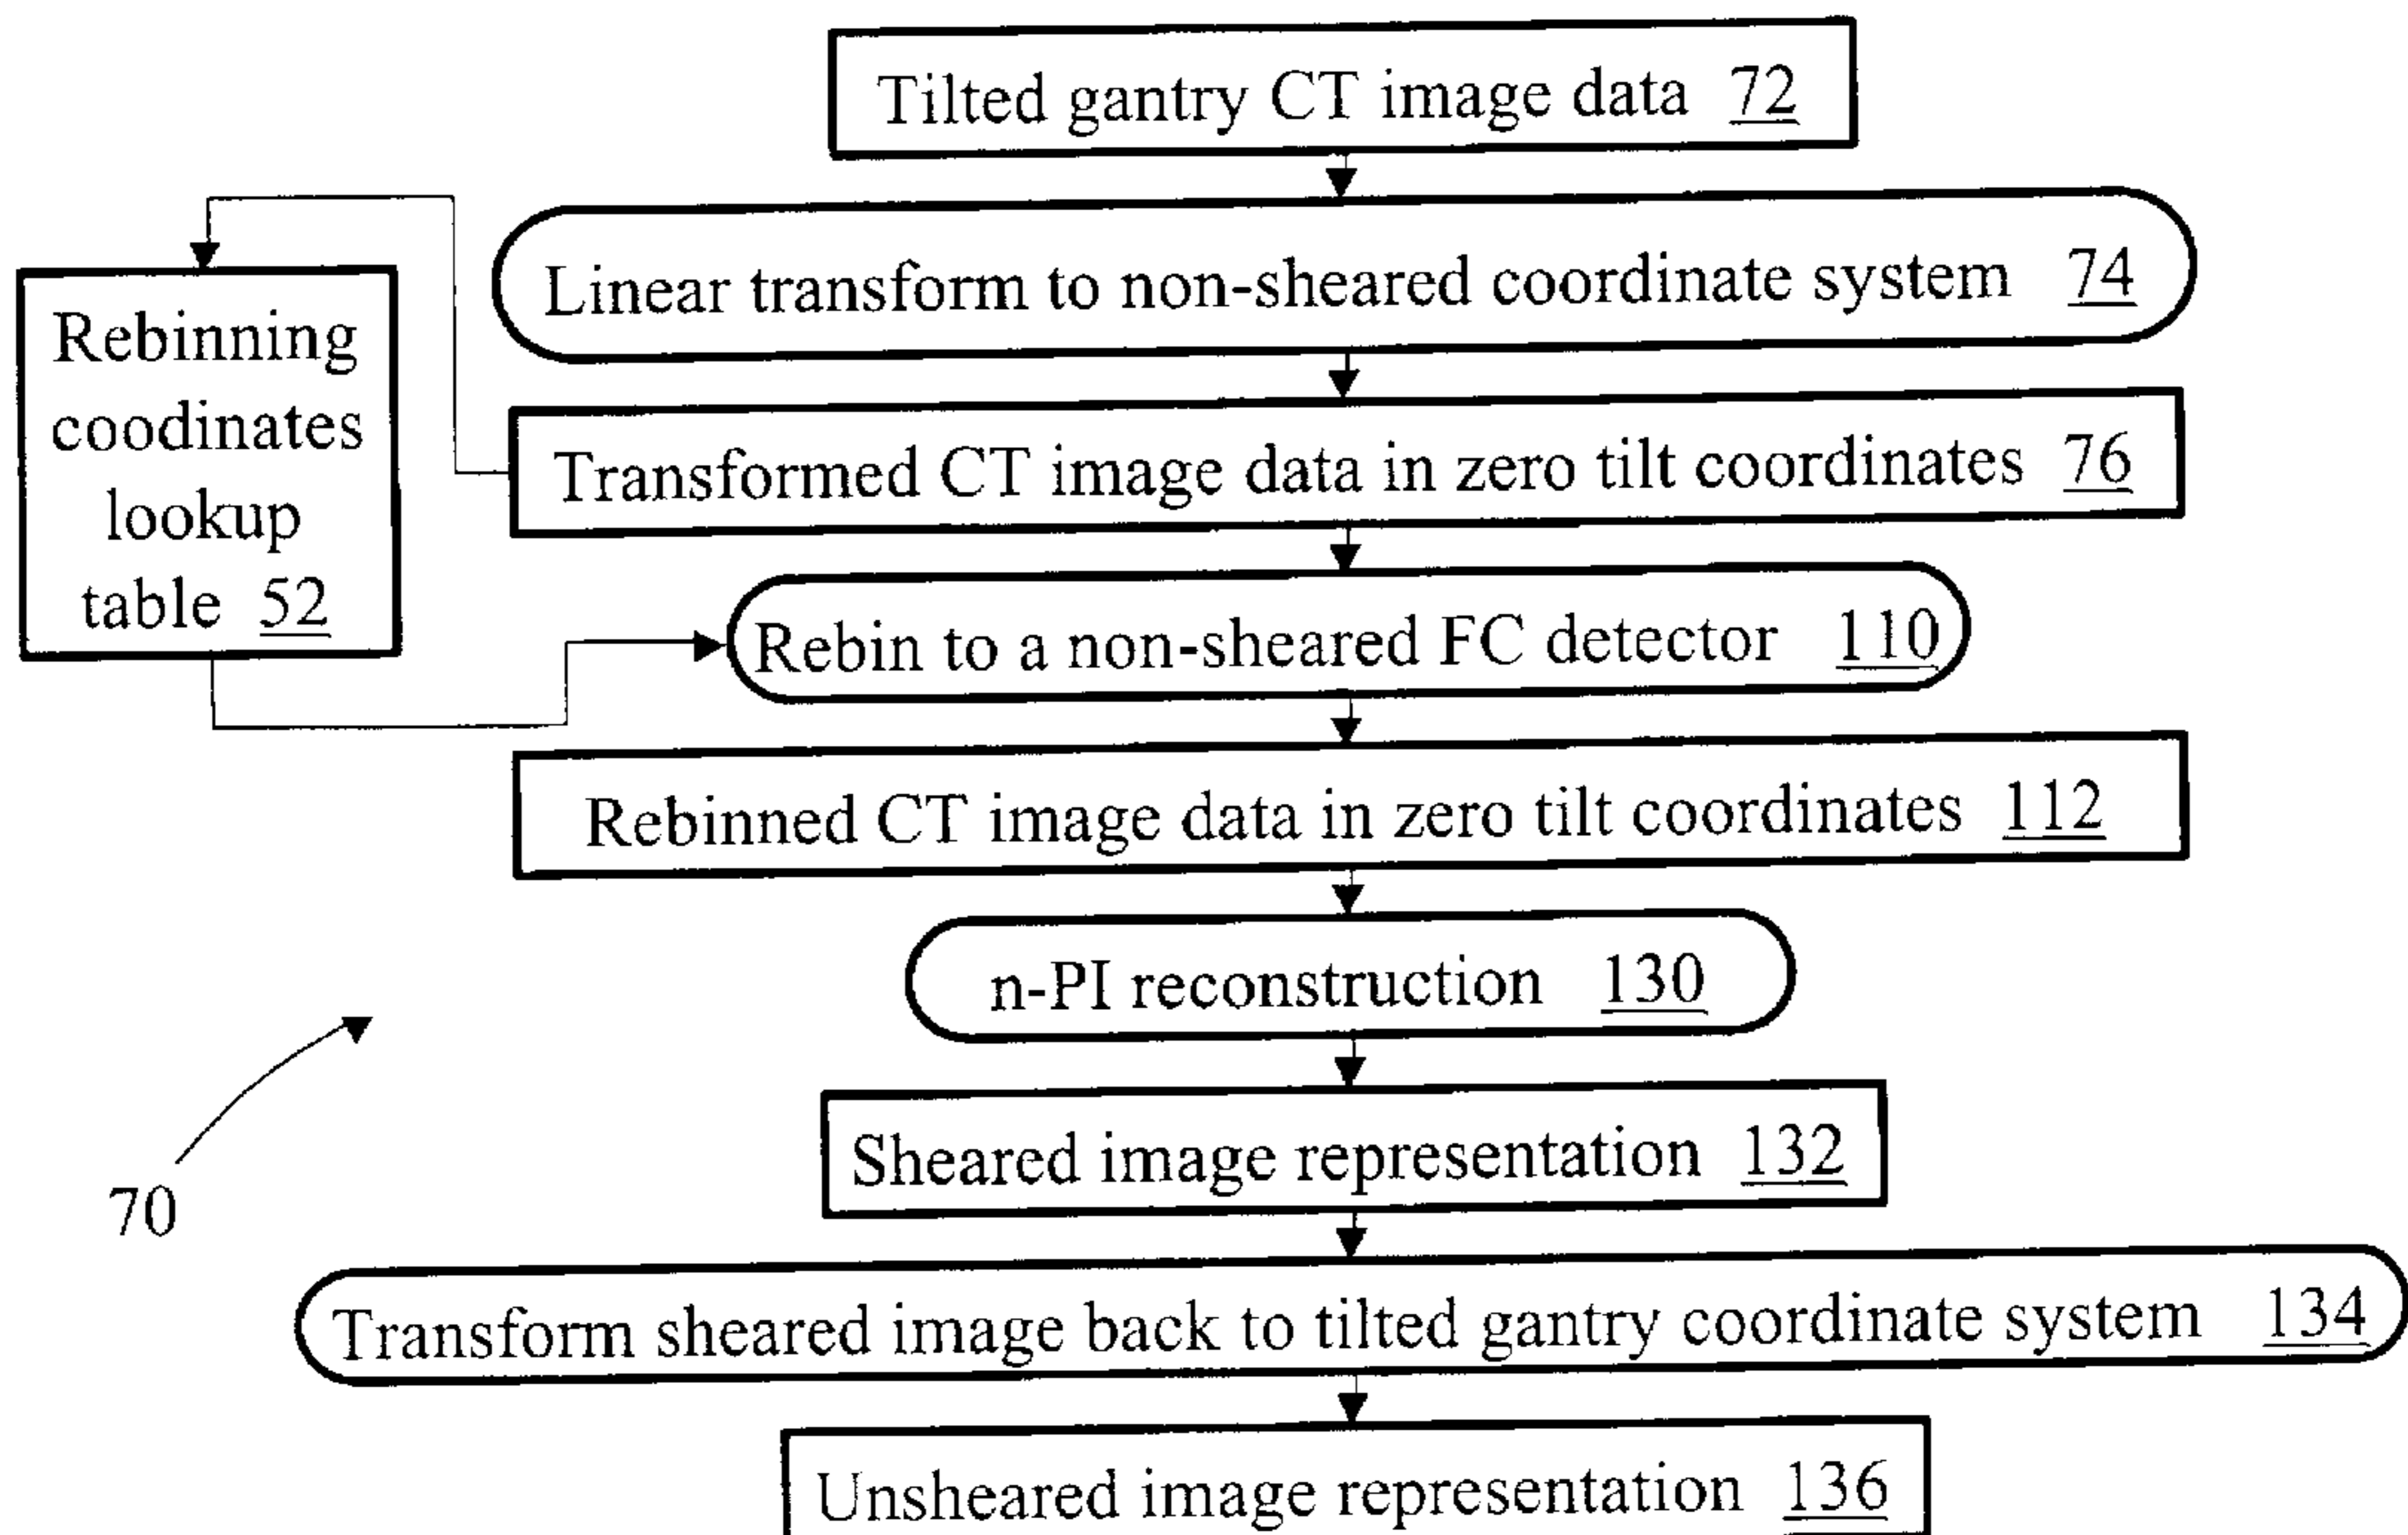 Tilted gantry CT image data 72
Linear transform to non-sheared coordinate system 74
Rebinning
coodinates
lookup
table 52
Transformed CT image data in zero tilt coordinates 76
Rebin to a non-sheared FC detector 110
Rebinned CT image data in zero tilt coordinates 112
n-PI reconstruction 130
Sheared image representation 132
70
Transform sheared image back to tilted gantry coordinate system 134
Unsheared image representation 136